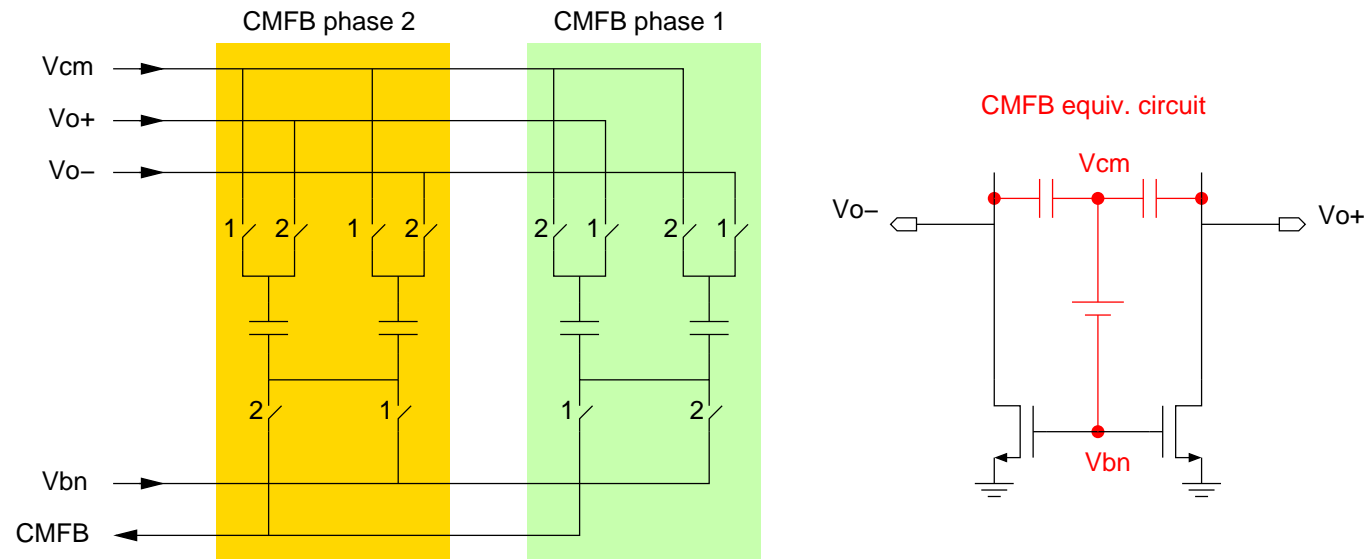 CMFB phase 2
CMFB phase 1
Vcm
Vo+
Vo−
1 2 1 2 2 1 2 1
2 1 1 2
Vbn
CMFB
CMFB equiv. circuit
Vcm
Vo−
Vo+
Vbn